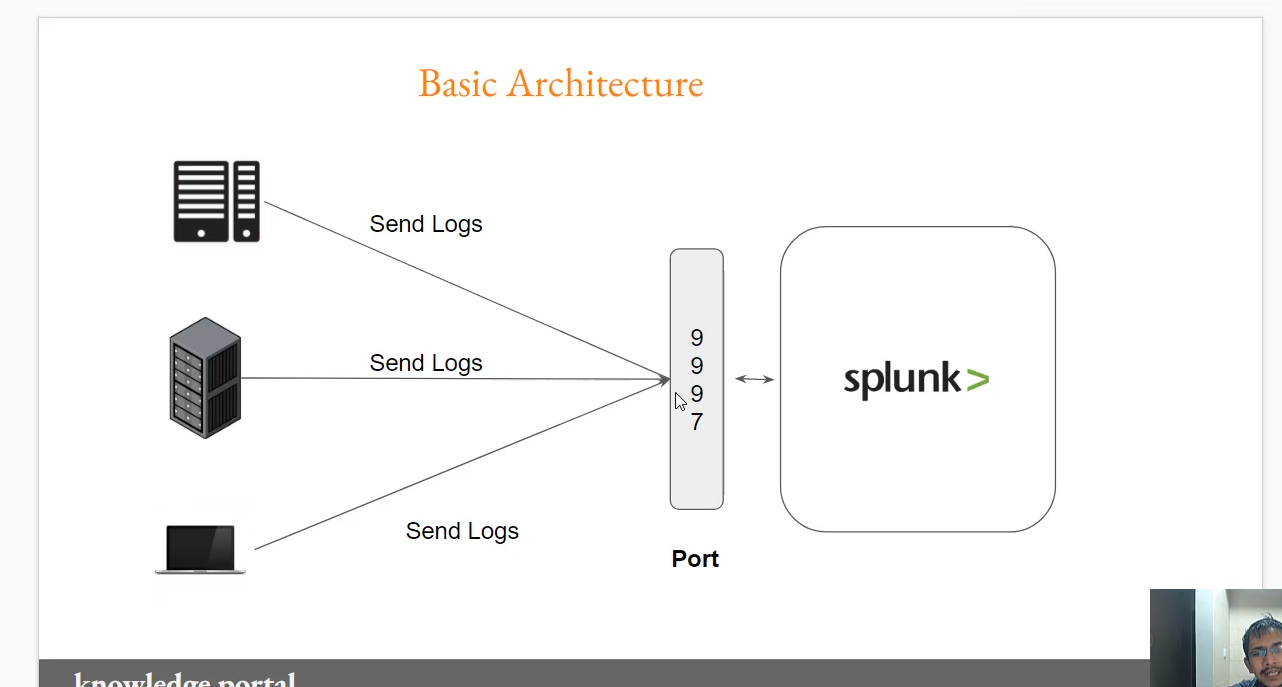 Basic Architecture
Send Logs
Send Logs
Send Logs
9
9
9
7
Port
splunk>
knowledge portal